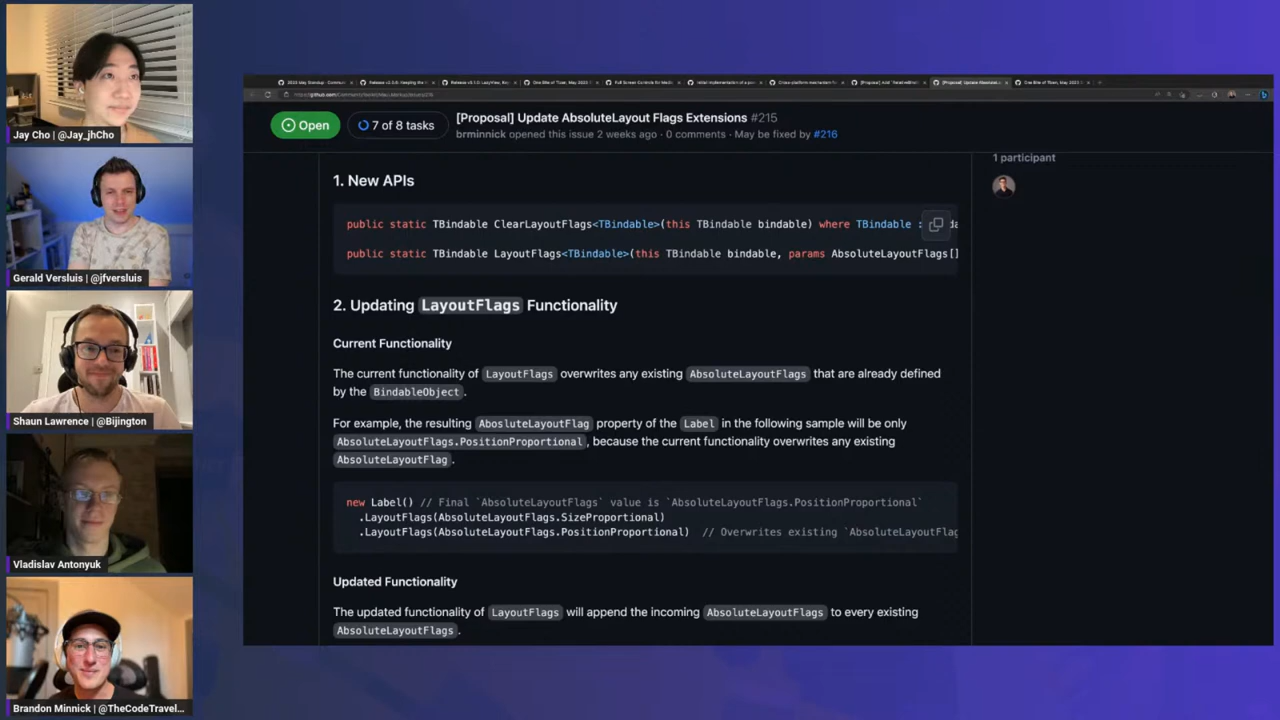 Jay Cho | @Jay_jhCho
Gerald Versluis | @jfversluis
Shaun Lawrence | @Bijington
Vladislav Antonyuk
Brandon Minnick | @TheCodeTravel...
Open
7 of 8 tasks
[Proposal] Update AbsoluteLayout Flags Extensions #215
brminnick opened this issue 2 weeks ago · 0 comments · May be fixed by #216
1 participant
1. New APIs
public static TBindable ClearLayoutFlags<TBindable>(this TBindable bindable) where TBindable :
public static TBindable LayoutFlags<TBindable>(this TBindable bindable, params AbsoluteLayoutFlags[]
2. Updating LayoutFlags Functionality
Current Functionality
The current functionality of LayoutFlags overwrites any existing AbsoluteLayoutFlags that are already defined
by the BindableObject.
For example, the resulting AbosluteLayoutFlag property of the Label in the following sample will be only
AbsoluteLayoutFlags.PositionProportional, because the current functionality overwrites any existing
AbsoluteLayoutFlag.
new Label() // Final `AbsoluteLayoutFlags` value is `AbsoluteLayoutFlags.PositionProportional`
.LayoutFlags(AbsoluteLayoutFlags.SizeProportional)
.LayoutFlags(AbsoluteLayoutFlags.PositionProportional) // Overwrites existing `AbsoluteLayoutFlag
Updated Functionality
The updated functionality of LayoutFlags will append the incoming AbsoluteLayoutFlags to every existing
AbsoluteLayoutFlags.